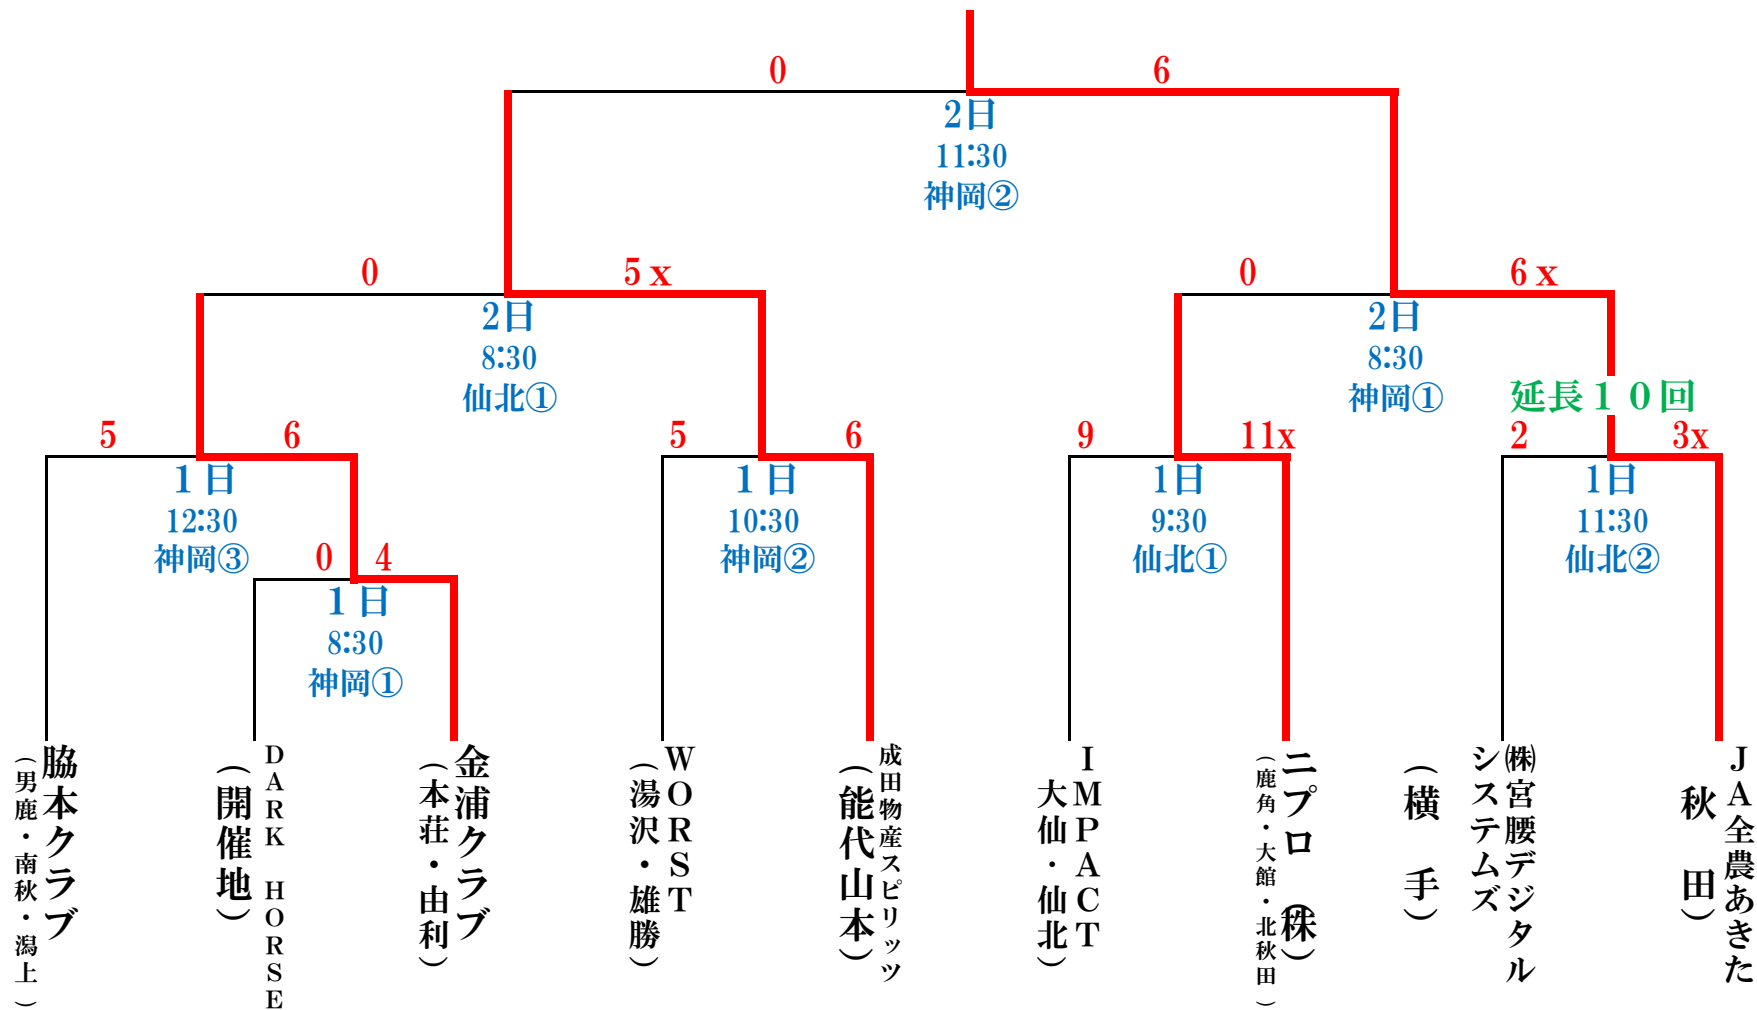 0
6
2日
11:30
神岡②
0
5x
0
6x
2日
8:30
仙北①
2日
8:30
神岡①
延長10回
5
6
5
6
9
11x
2
3x
1日
12:30
神岡③
1日
10:30
神岡②
1日
9:30
仙北①
1日
11:30
仙北②
0
4
1日
8:30
神岡①
脇本クラブ
（男鹿・南秋・潟上）
DARK HORSE
（開催地）
金浦クラブ
（本荘・由利）
WORST
（湯沢・雄勝）
成田物産スピリッツ
（能代山本）
IMPACT
大仙・仙北）
ニプロ（株）
（鹿角・大館・北秋田）
㈱宮腰デジタル
システムズ
（横 手）
JA全農あきた
秋 田）